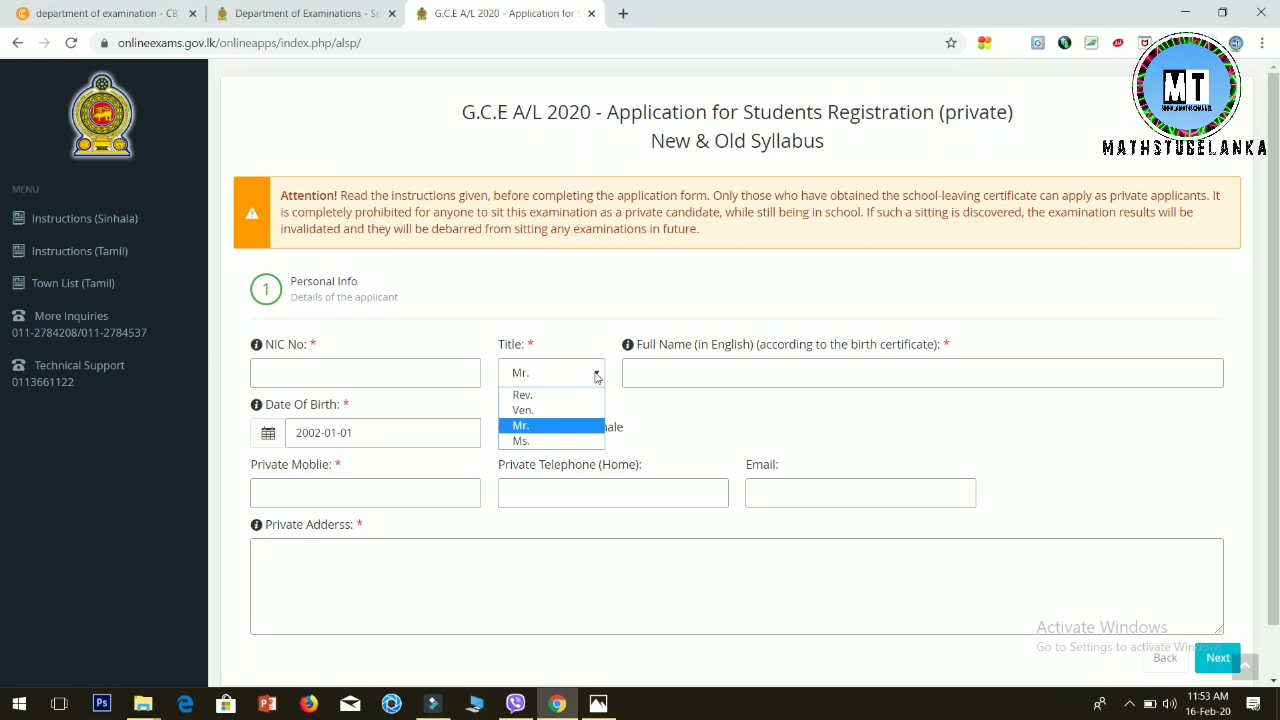 department of examination - CB
Department of Examinations - Sri
G.C.E A/L 2020 - Application for S
onlineexams.gov.lk/onlineapps/index.php/alsp/
MT
MATHSTUBELANKA
G.C.E A/L 2020 - Application for Students Registration (private)
New & Old Syllabus
MENU
Instructions (Sinhala)
Instructions (Tamil)
Town List (Tamil)
More Inquiries
011-2784208/011-2784537
Technical Support
0113661122
Attention! Read the instructions given, before completing the application form. Only those who have obtained the school-leaving certificate can apply as private applicants. It
is completely prohibited for anyone to sit this examination as a private candidate, while still being in school. If such a sitting is discovered, the examination results will be
invalidated and they will be debarred from sitting any examinations in future.
1
Personal Info
Details of the applicant
NIC No: *
Title: *
Full Name (in English) (according to the birth certificate): *
Mr.
Rev.
Ven.
Mr.
Ms.
Date Of Birth: *
2002-01-01
male
Private Moblie: *
Private Telephone (Home):
Email:
Private Adderss: *
Activate Windows
Go to Settings to activate Windows.
Back
Next
Ps
11:53 AM
16-Feb-20